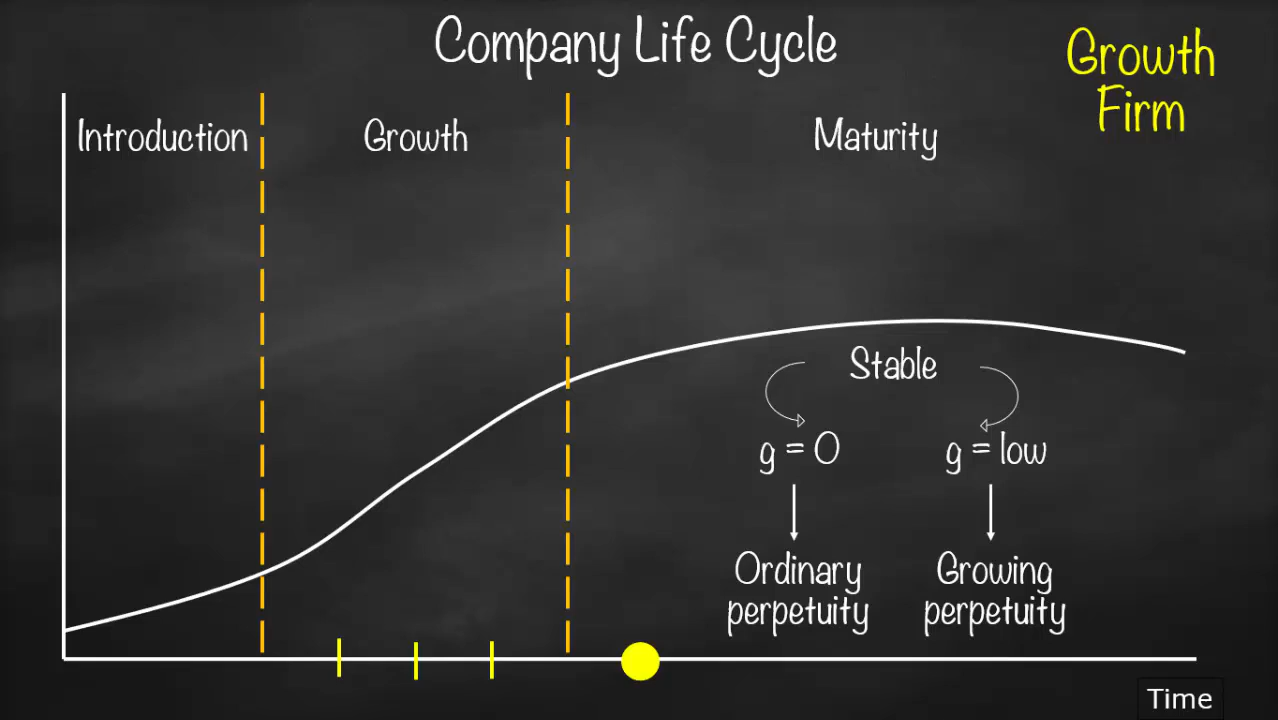 Company Life Cycle
Growth
Firm
Introduction
Growth
Maturity
Stable
g = 0
g = low
Ordinary
perpetuity
Growing
perpetuity
Time